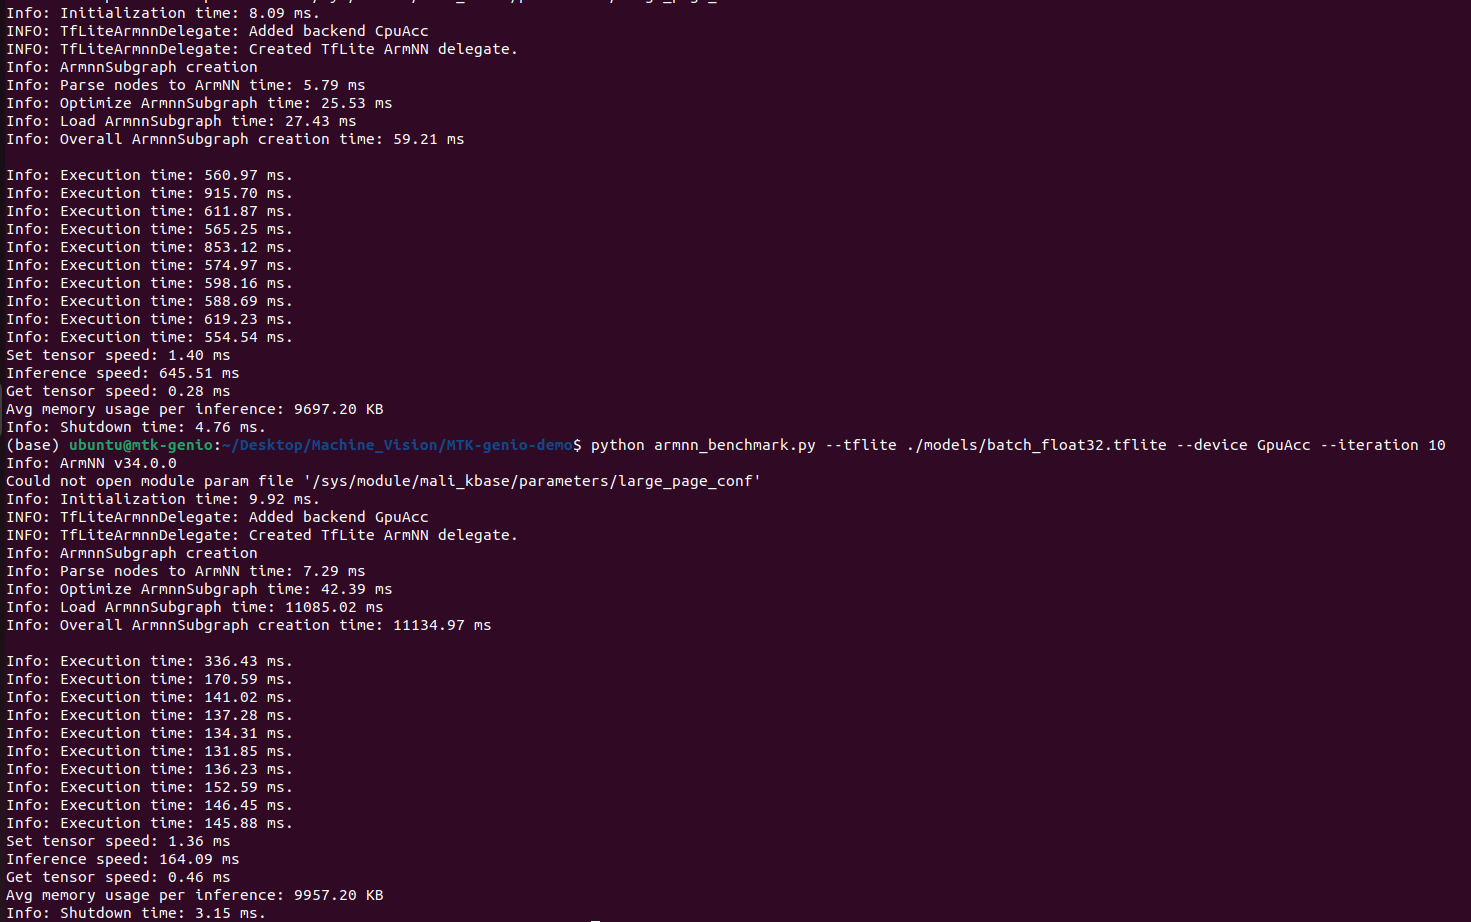 Info: Initialization time: 8.09 ms.
INFO: TfLiteArmnnDelegate: Added backend CpuAcc
INFO: TfLiteArmnnDelegate: Created TfLite ArmNN delegate.
Info: ArmnnSubgraph creation
Info: Parse nodes to ArmNN time: 5.79 ms
Info: Optimize ArmnnSubgraph time: 25.53 ms
Info: Load ArmnnSubgraph time: 27.43 ms
Info: Overall ArmnnSubgraph creation time: 59.21 ms
Info: Execution time: 560.97 ms.
Info: Execution time: 915.70 ms.
Info: Execution time: 611.87 ms.
Info: Execution time: 565.25 ms.
Info: Execution time: 853.12 ms.
Info: Execution time: 574.97 ms.
Info: Execution time: 598.16 ms.
Info: Execution time: 588.69 ms.
Info: Execution time: 619.23 ms.
Info: Execution time: 554.54 ms.
Set tensor speed: 1.40 ms
Inference speed: 645.51 ms
Get tensor speed: 0.28 ms
Avg memory usage per inference: 9697.20 KB
Info: Shutdown time: 4.76 ms.
(base) ubuntu@mtk-genio:~/Desktop/Machine_Vision/MTK-genio-demo$ python armnn_benchmark.py --tflite ./models/batch_float32.tflite --device GpuAcc --iteration 10
Info: ArmNN v34.0.0
Could not open module param file '/sys/module/mali_kbase/parameters/large_page_conf'
Info: Initialization time: 9.92 ms.
INFO: TfLiteArmnnDelegate: Added backend GpuAcc
INFO: TfLiteArmnnDelegate: Created TfLite ArmNN delegate.
Info: ArmnnSubgraph creation
Info: Parse nodes to ArmNN time: 7.29 ms
Info: Optimize ArmnnSubgraph time: 42.39 ms
Info: Load ArmnnSubgraph time: 11085.02 ms
Info: Overall ArmnnSubgraph creation time: 11134.97 ms
Info: Execution time: 336.43 ms.
Info: Execution time: 170.59 ms.
Info: Execution time: 141.02 ms.
Info: Execution time: 137.28 ms.
Info: Execution time: 134.31 ms.
Info: Execution time: 131.85 ms.
Info: Execution time: 136.23 ms.
Info: Execution time: 152.59 ms.
Info: Execution time: 146.45 ms.
Info: Execution time: 145.88 ms.
Set tensor speed: 1.36 ms
Inference speed: 164.09 ms
Get tensor speed: 0.46 ms
Avg memory usage per inference: 9957.20 KB
Info: Shutdown time: 3.15 ms.